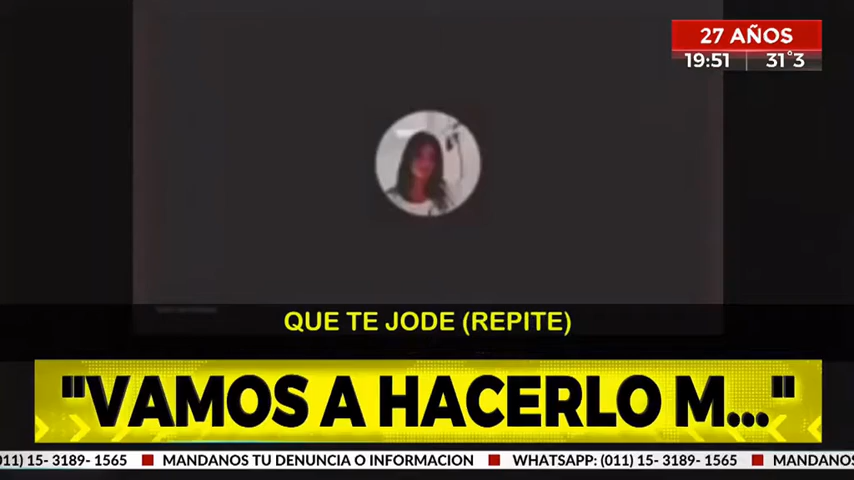 27 AÑOS
19:51 31°3
QUE TE JODE (REPITE)
"VAMOS A HACERLO M..."
(011) 15- 3189- 1565 MANDANOS TU DENUNCIA O INFORMACION WHATSAPP: (011) 15- 3189- 1565 MANDANOS